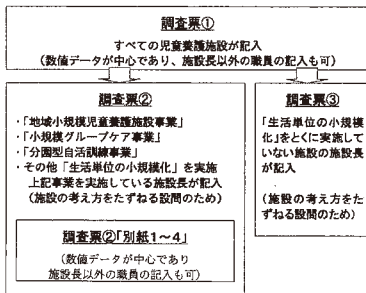 調査票①
すべての児童養護施設が記入
(数値データが中心であり、施設長以外の職員の記入も可)
調査票②
・「地域小規模児童養護施設事業」
・「小規模グループケア事業」
・「分園型自活訓練事業」
・その他「生活単位の小規模化」を実施
上記事業を実施している施設長が記入
(施設の考え方をたずねる設問のため)
調査票②「別紙1~4」
(数値データが中心であり
施設長以外の職員の記入も可)
調査票③
「生活単位の小規模
化」をとくに実施して
いない施設の施設長
が記入
(施設の考え方をた
ずねる設問のため)